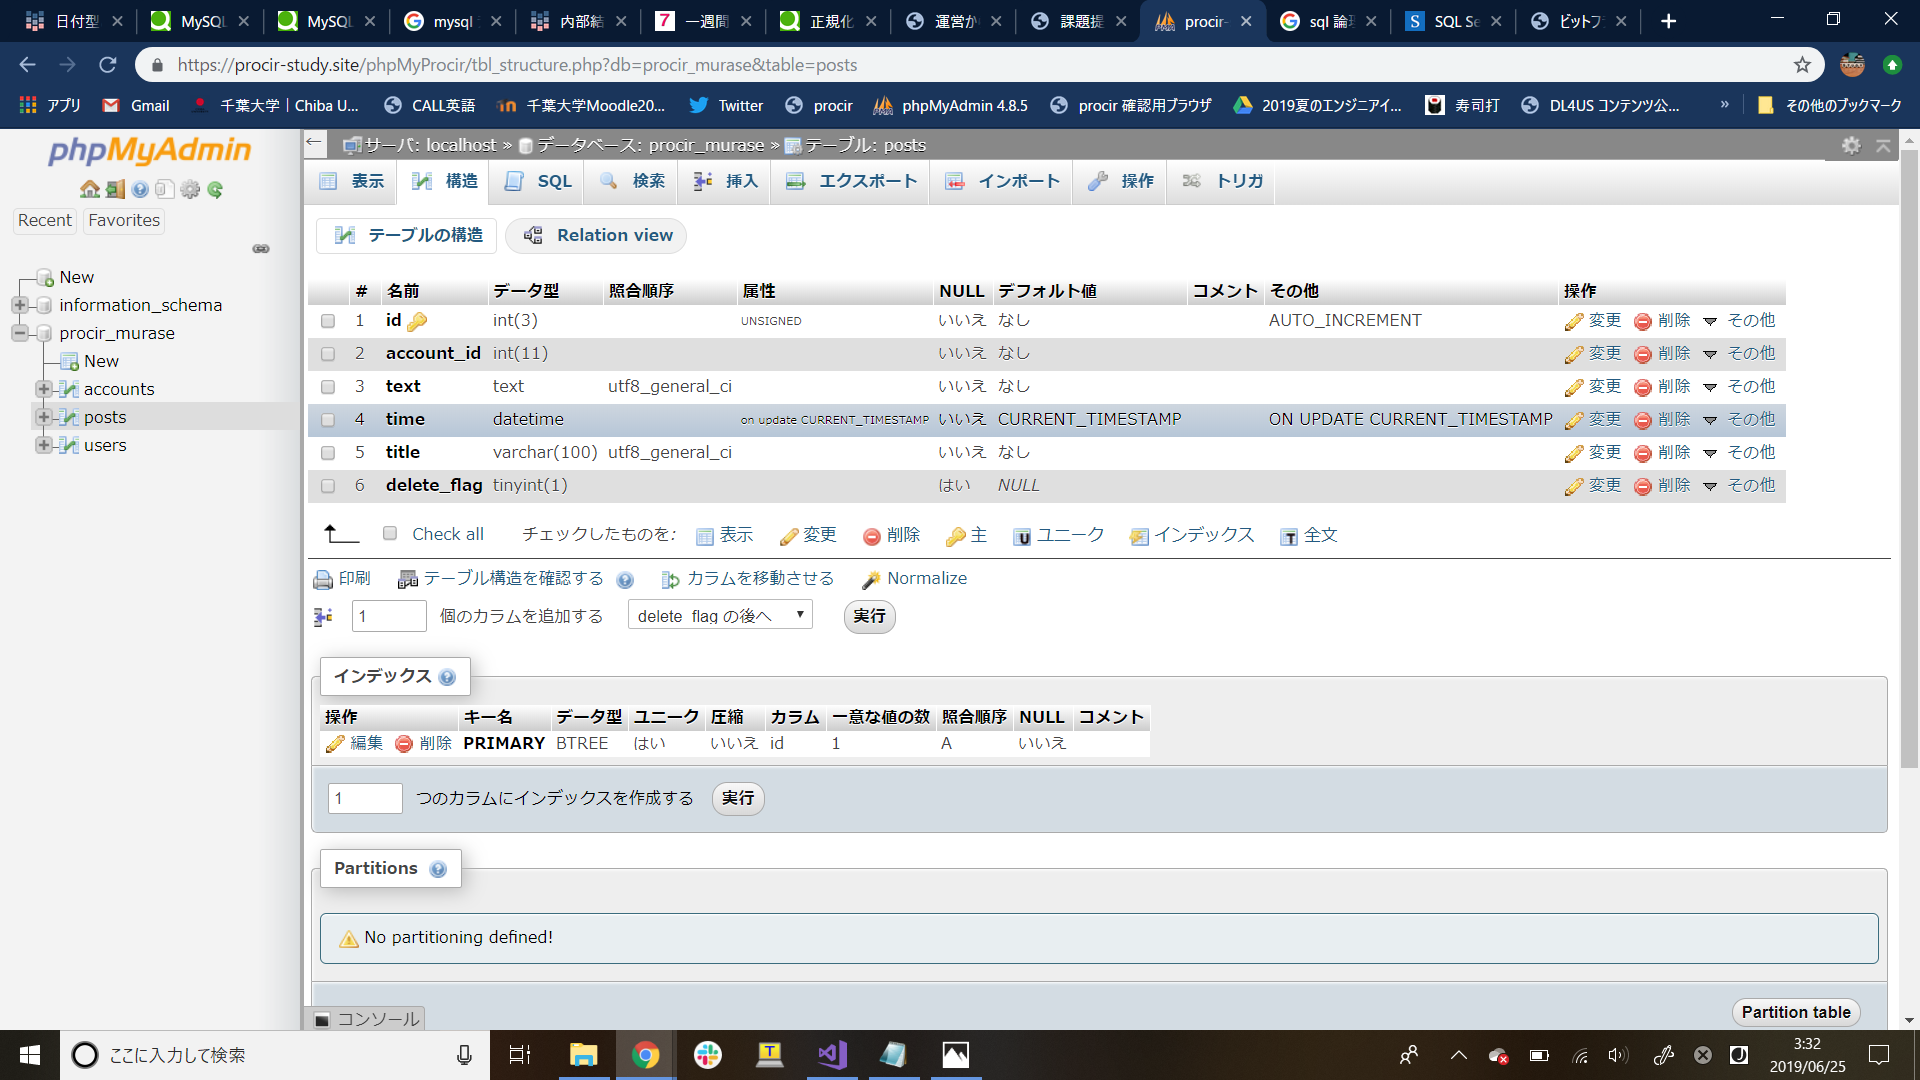 日付型
MySQL
MySQL
mysql
内部結
一週間
正規化
運営か
課題提
procir-
sql 論理
SQL Se
ビットフ
https://procir-study.site/phpMyProcir/tbl_structure.php?db=procir_murase&table=posts
アプリ Gmail 千葉大学 | Chiba U... CALL英語 千葉大学Moodle20... Twitter procir phpMyAdmin 4.8.5 procir 確認用ブラウザ 2019夏のエンジニアイ... 寿司打 DL4US コンテンツ公... » その他のブックマーク
phpMyAdmin
Recent Favorites
New
information_schema
procir_murase
New
accounts
posts
users
サーバ: localhost » データベース: procir_murase » テーブル: posts
表示 構造 SQL 検索 挿入 エクスポート インポート 操作 トリガ
テーブルの構造 Relation view
# 名前 データ型 照合順序 属性 NULL デフォルト値 コメント その他 操作
1 id int(3) UNSIGNED いいえ なし AUTO_INCREMENT 変更 削除 その他
2 account_id int(11) いいえ なし 変更 削除 その他
3 text text utf8_general_ci いいえ なし 変更 削除 その他
4 time datetime on update CURRENT_TIMESTAMP いいえ CURRENT_TIMESTAMP ON UPDATE CURRENT_TIMESTAMP 変更 削除 その他
5 title varchar(100) utf8_general_ci いいえ なし 変更 削除 その他
6 delete_flag tinyint(1) はい NULL 変更 削除 その他
Check all チェックしたものを: 表示 変更 削除 主 ユニーク インデックス 全文
印刷 テーブル構造を確認する カラムを移動させる Normalize
1 個のカラムを追加する delete_flag の後へ 実行
インデックス
操作 キー名 データ型 ユニーク 圧縮 カラム 一意な値の数 照合順序 NULL コメント
編集 削除 PRIMARY BTREE はい いいえ id 1 A いいえ
1 つのカラムにインデックスを作成する 実行
Partitions
No partitioning defined!
Partition table
コンソール
ここに入力して検索
3:32
2019/06/25